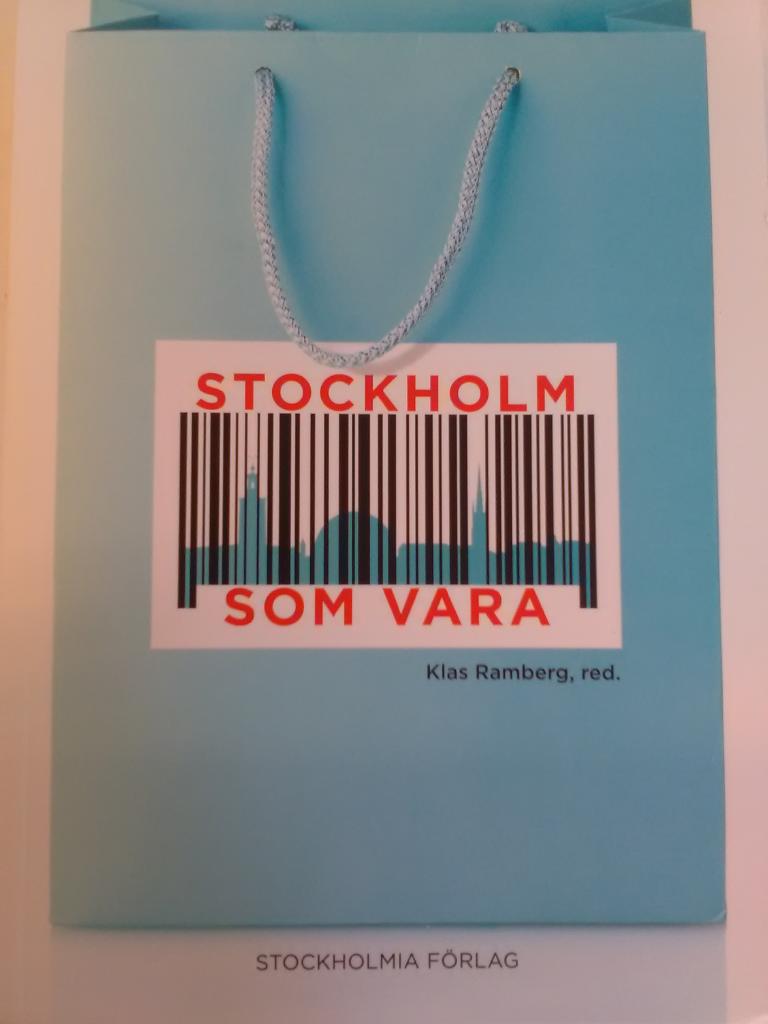 STOCKHOLM
SOM VARA
Klas Ramberg, red.
STOCKHOLMIA FÖRLAG